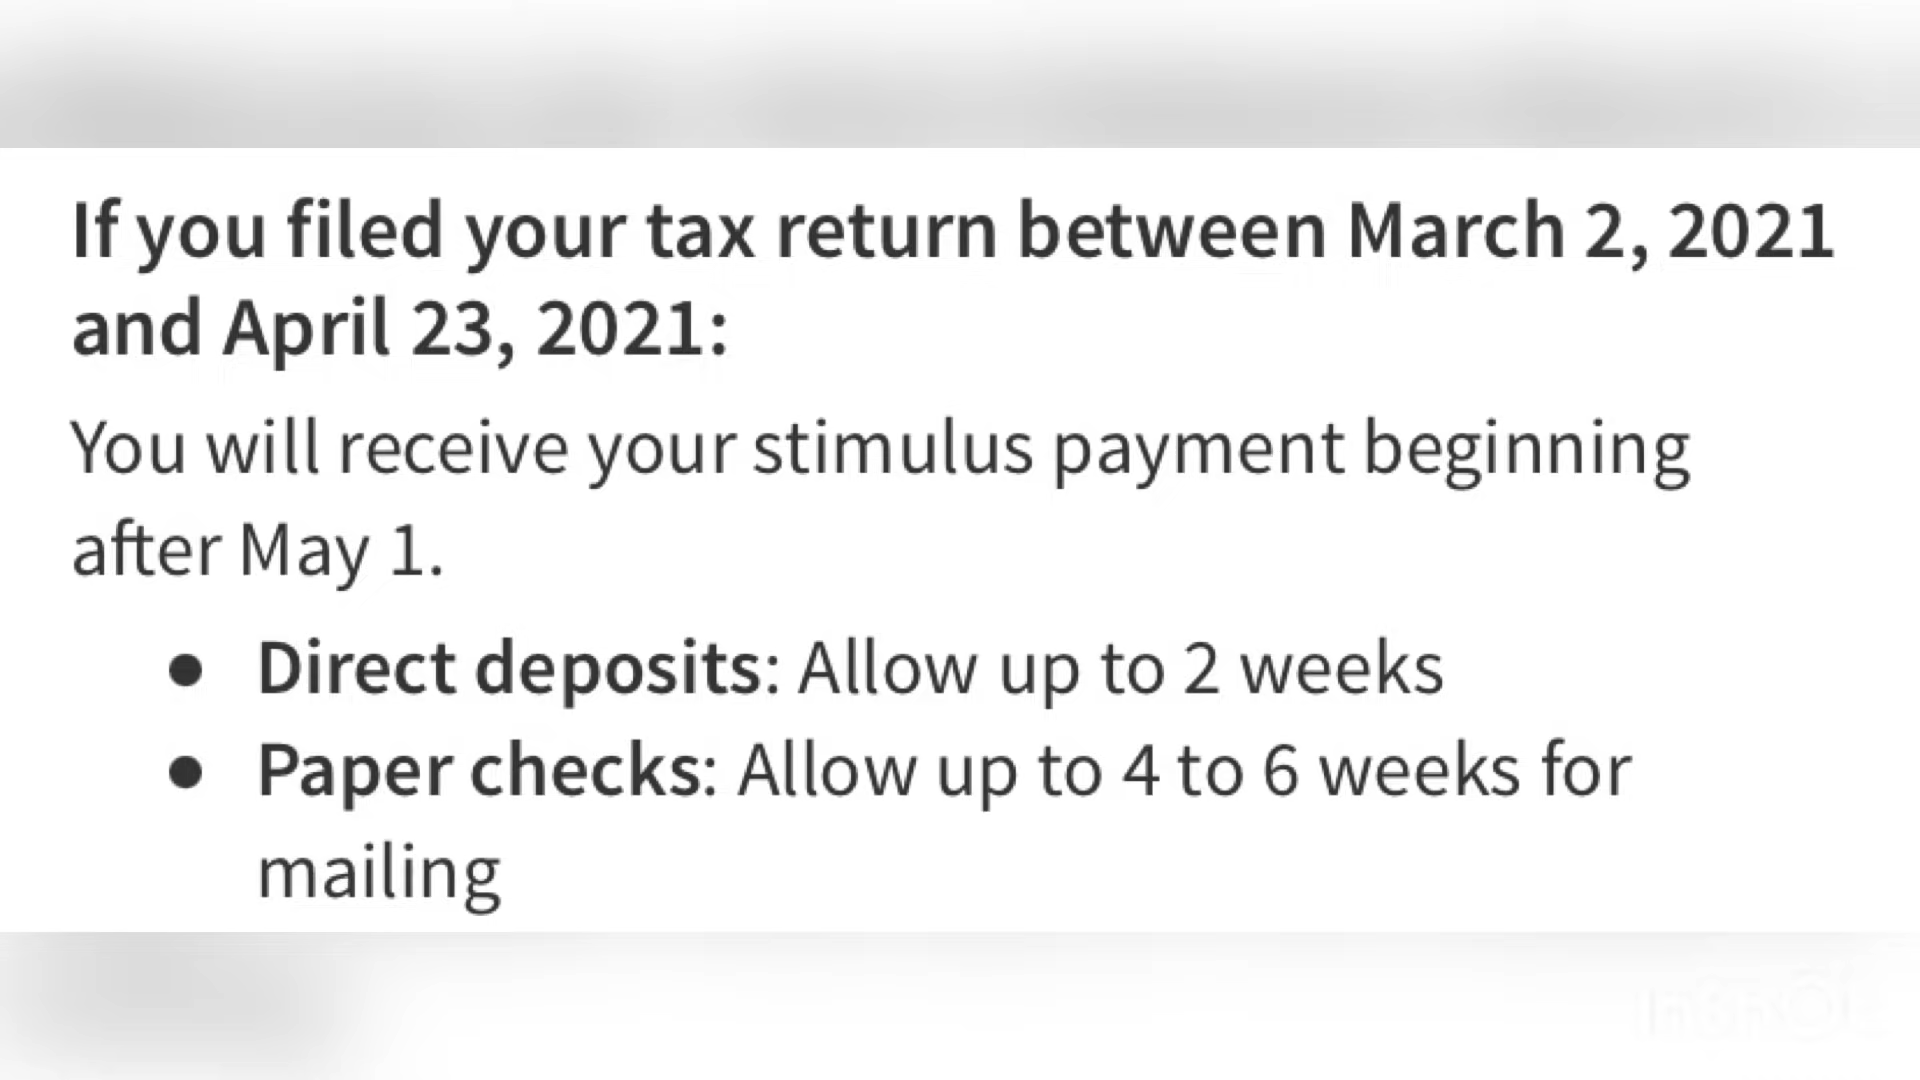 If you filed your tax return between March 2, 2021
and April 23, 2021:
You will receive your stimulus payment beginning
after May 1.
● Direct deposits: Allow up to 2 weeks
● Paper checks: Allow up to 4 to 6 weeks for
mailing